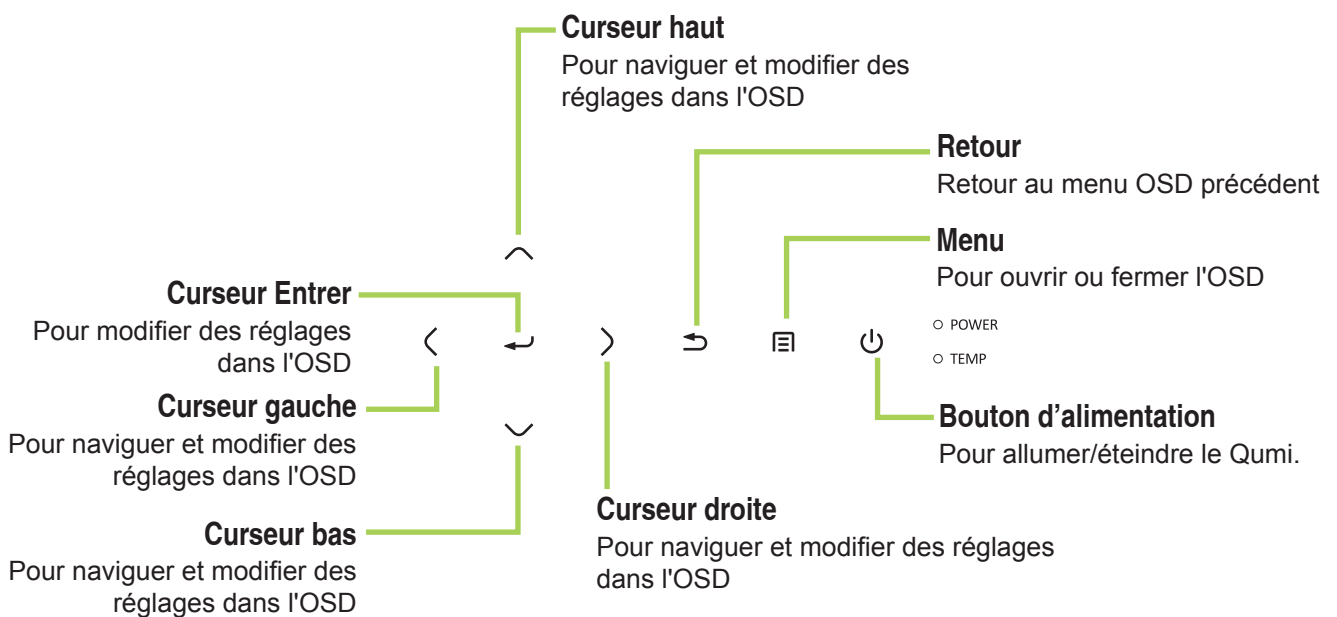 Curseur haut
Pour naviguer et modifier des
réglages dans l'OSD
Retour
Retour au menu OSD précédent
Menu
Pour ouvrir ou fermer l'OSD
Curseur Entrer
Pour modifier des réglages
dans l'OSD
POWER
TEMP
Curseur gauche
Pour naviguer et modifier des
réglages dans l'OSD
Bouton d’alimentation
Pour allumer/éteindre le Qumi.
Curseur bas
Pour naviguer et modifier des
réglages dans l'OSD
Curseur droite
Pour naviguer et modifier des réglages
dans l'OSD